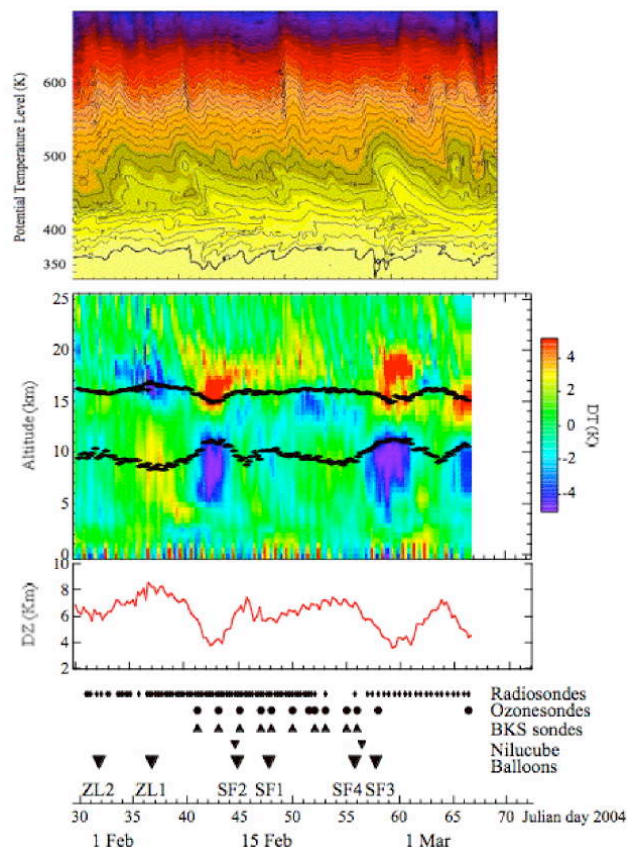 Potential Temperature Level (K)
600
500
400
350
25
20
15
10
5
0
Altitude (km)
4
2
0
-2
-4
DT(K)
10
8
6
4
2
DZ (Km)
Radiosondes
Ozonesondes
BKS sondes
Nilucube
Balloons
ZL2 ZL1 SF2 SF1 SF4 SF3
30 35 40 45 50 55 60 65 70 Julian day 2004
1 Feb 15 Feb 1 Mar